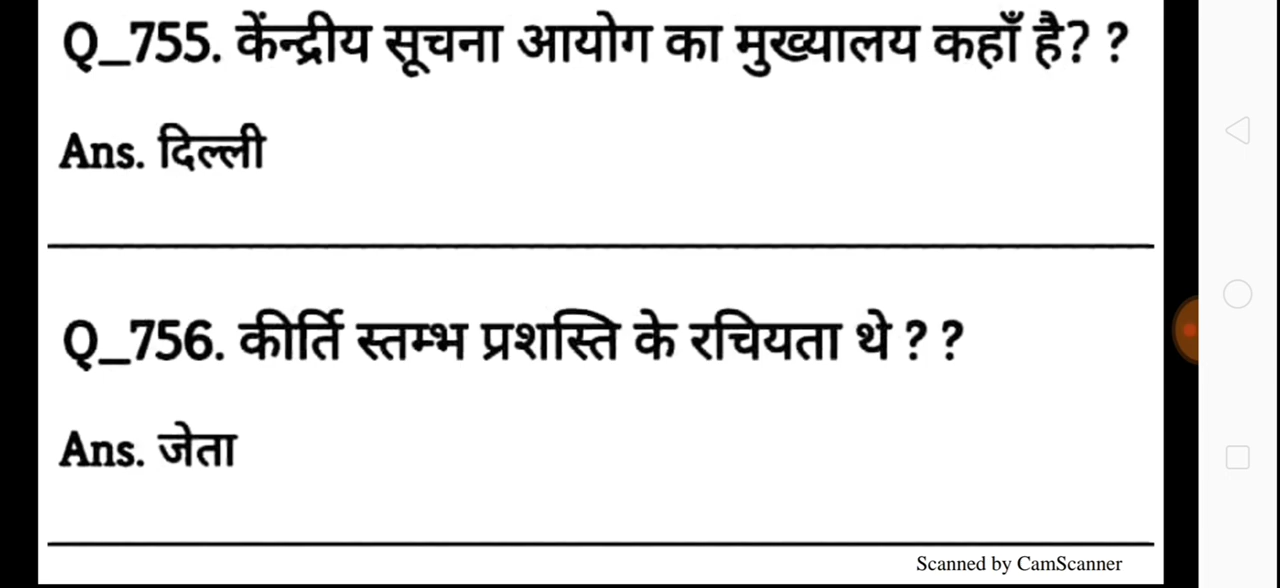 Q_755. केंन्द्रीय सूचना आयोग का मुख्यालय कहाँ है? ?
Ans. दिल्ली
Q_756. कीर्ति स्तम्भ प्रशस्ति के रचियता थे ? ?
Ans. जेता
Scanned by CamScanner